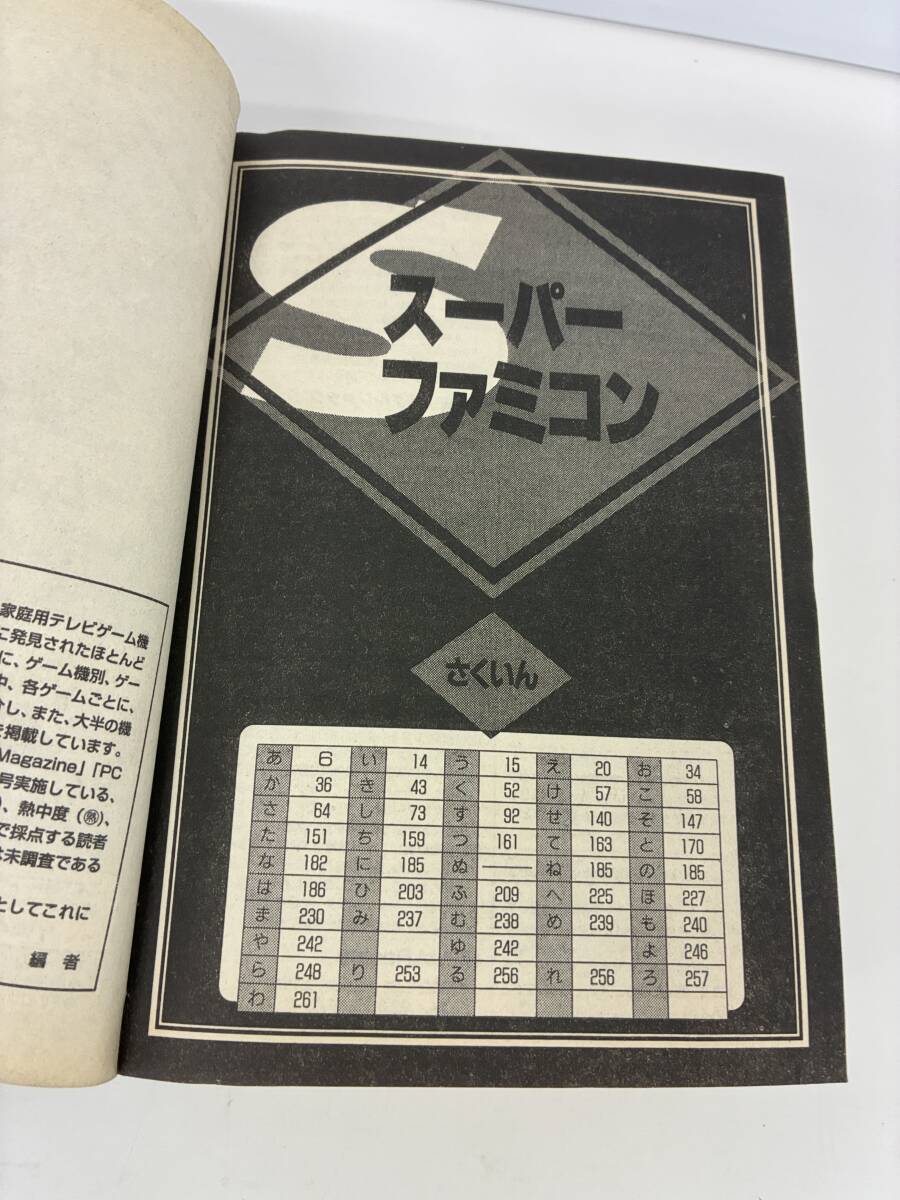 家庭用テレビゲーム機
に発見されたほとんど
に、ゲーム機別、ゲー
中、各ゲームごとに、
し、また、大半の機
を掲載しています。
Magazine」「PC
号実施している、
、熱中度（熱）、
で採点する読者
は未調査である
としてこれに
編者
スーパー
ファミコン
さくいん
あ 6 い 14 う 15 え 20 お 34
か 36 き 43 く 52 け 57 こ 58
さ 64 し 73 す 92 せ 140 そ 147
た 151 ち 159 つ 161 て 163 と 170
な 182 に 185 ぬ ─── ね 185 の 185
は 186 ひ 203 ふ 209 へ 225 ほ 227
ま 230 み 237 む 238 め 239 も 240
や 242 ゆ 242 よ 246
ら 248 り 253 る 256 れ 256 ろ 257
わ 261